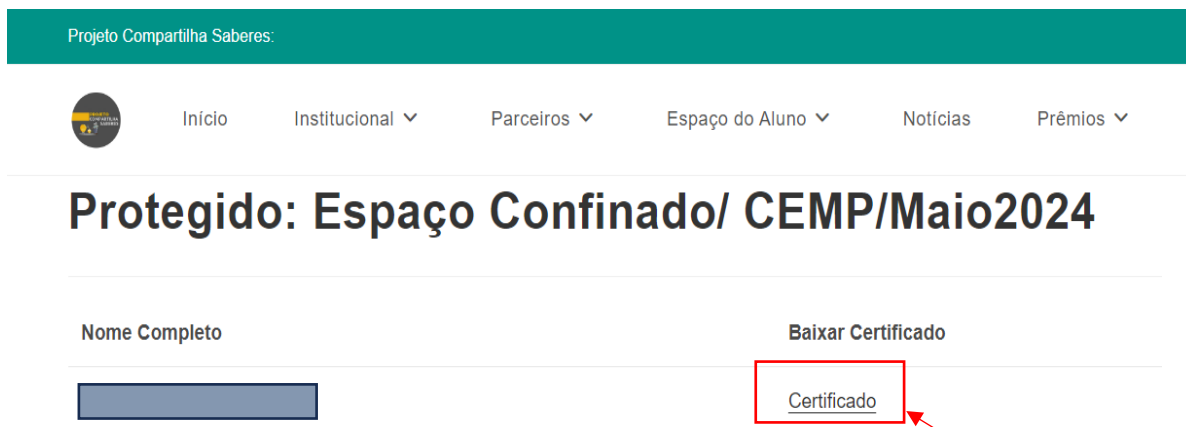 Projeto Compartilha Saberes:
Início Institucional Parceiros Espaço do Aluno Notícias Prêmios
Protegido: Espaço Confinado/ CEMP/Maio2024
Nome Completo Baixar Certificado
Certificado